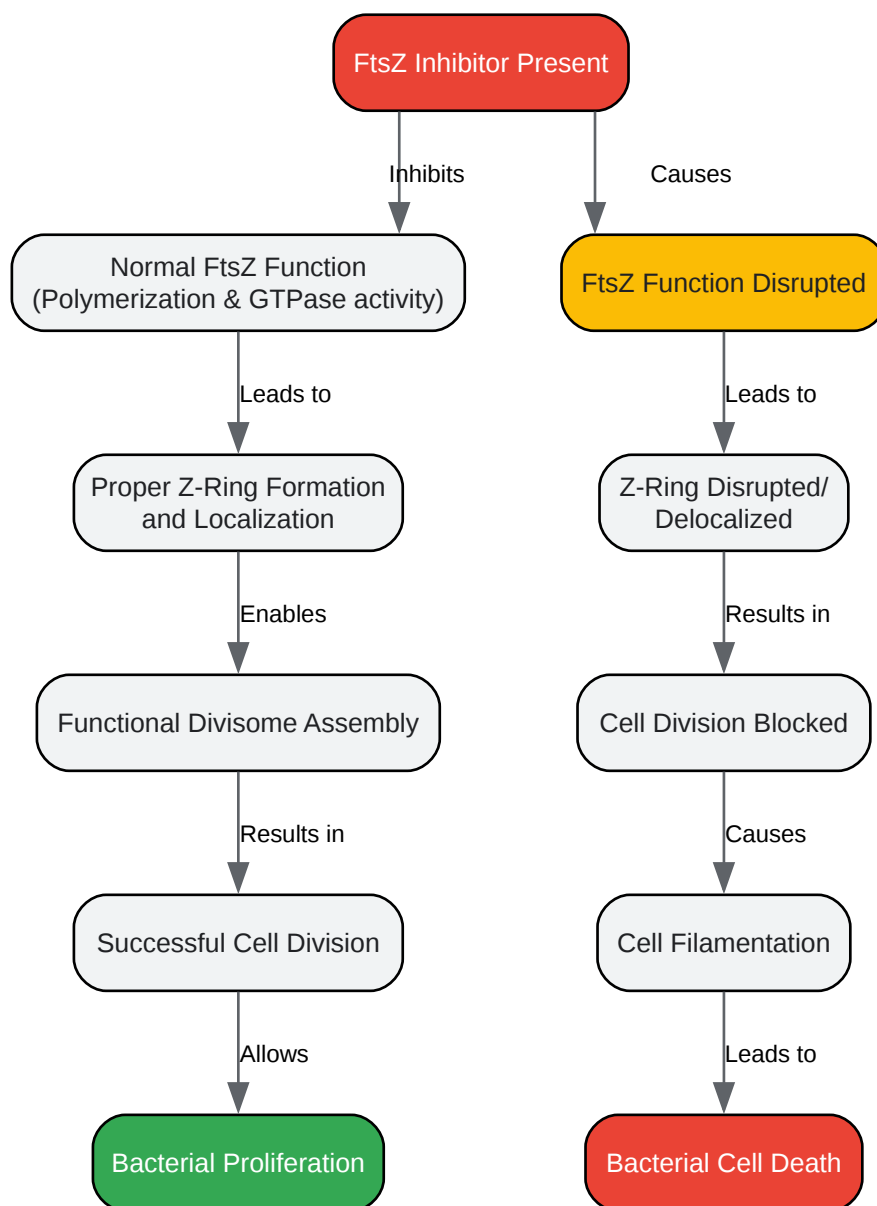 FtsZ Inhibitor Present
Inhibits
Causes
Normal FtsZ Function
(Polymerization & GTPase activity)
FtsZ Function Disrupted
Leads to
Leads to
Proper Z-Ring Formation
and Localization
Z-Ring Disrupted/
Delocalized
Enables
Results in
Functional Divisome Assembly
Cell Division Blocked
Results in
Causes
Successful Cell Division
Cell Filamentation
Allows
Leads to
Bacterial Proliferation
Bacterial Cell Death